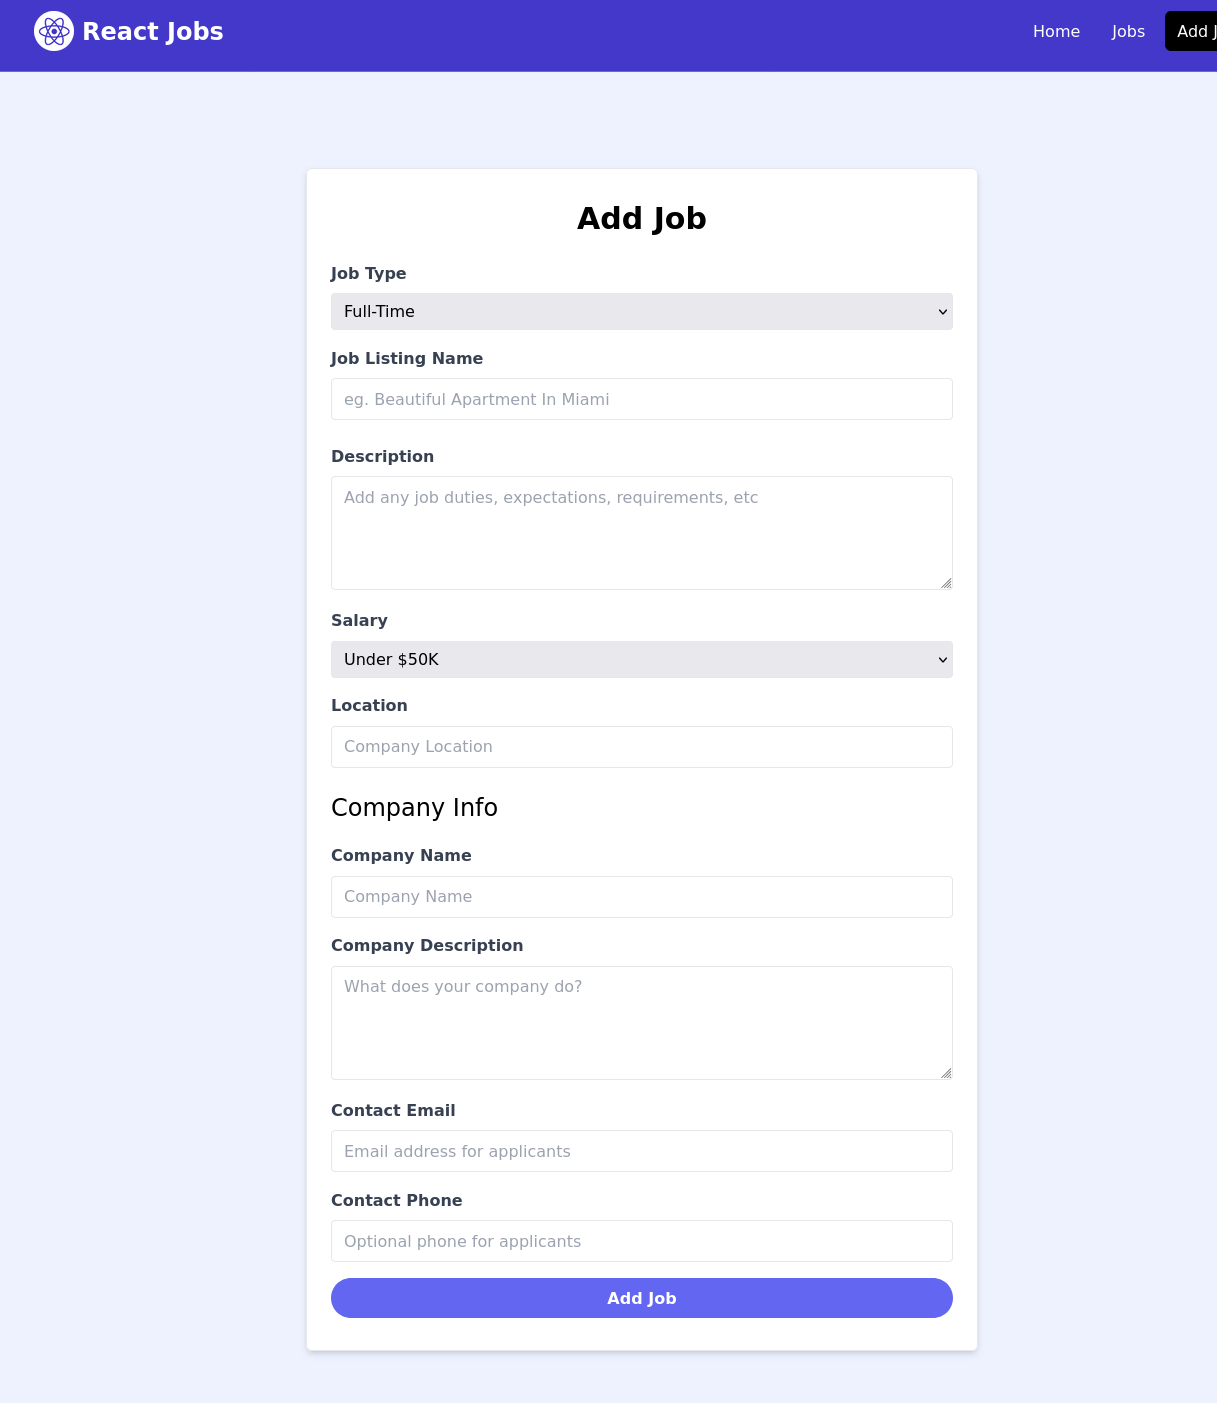 React Jobs
Home Jobs Add J
Add Job
Job Type
Full-Time
Job Listing Name
eg. Beautiful Apartment In Miami
Description
Add any job duties, expectations, requirements, etc
Salary
Under $50K
Location
Company Location
Company Info
Company Name
Company Name
Company Description
What does your company do?
Contact Email
Email address for applicants
Contact Phone
Optional phone for applicants
Add Job